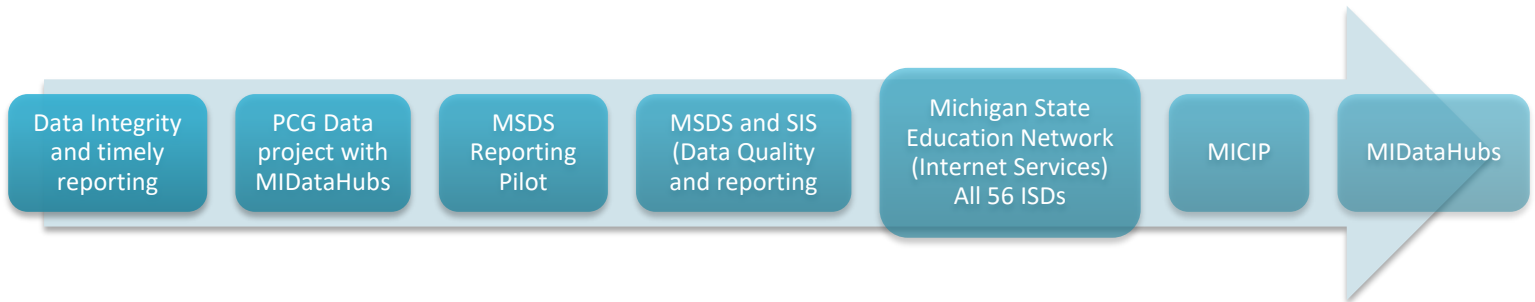 Data Integrity
and timely
reporting
PCG Data
project with
MIDataHubs
MSDS
Reporting
Pilot
MSDS and SIS
(Data Quality
and reporting
Michigan State
Education Network
(Internet Services)
All 56 ISDs
MICIP
MIDataHubs